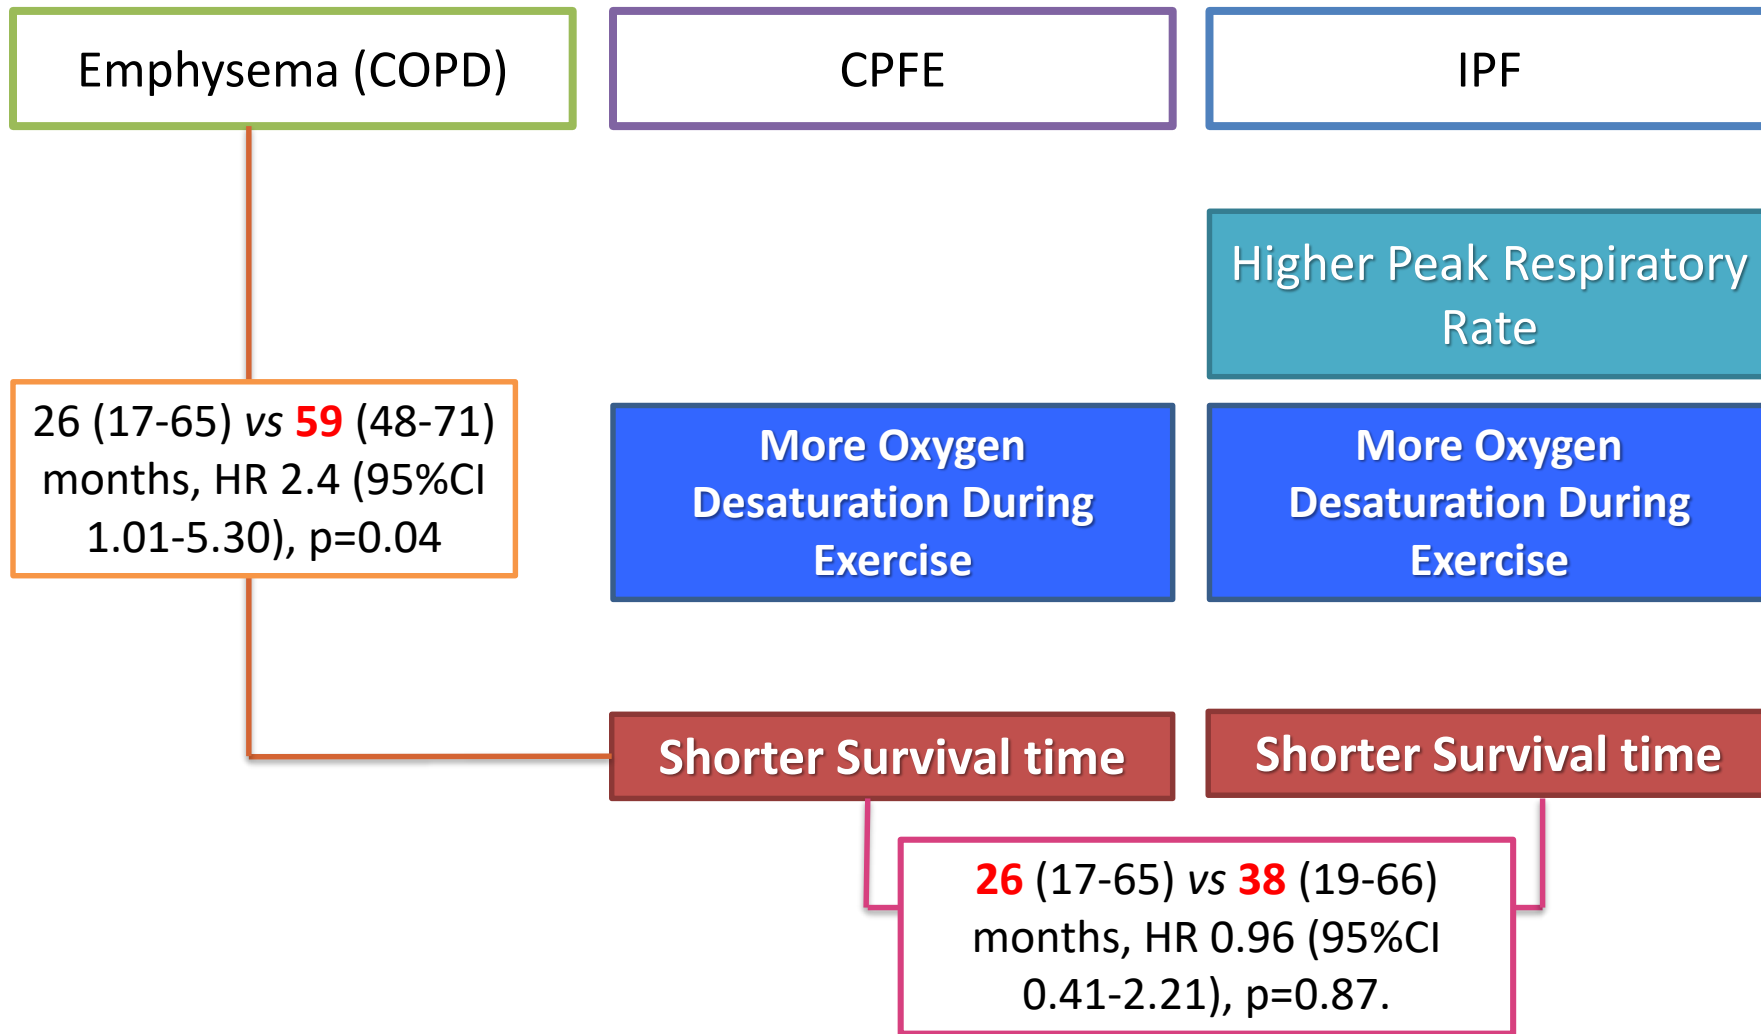 Emphysema (COPD)
CPFE
IPF
Higher Peak Respiratory
Rate
26 (17-65) vs 59 (48-71)
months, HR 2.4 (95%CI
1.01-5.30), p=0.04
More Oxygen
Desaturation During
Exercise
More Oxygen
Desaturation During
Exercise
Shorter Survival time
Shorter Survival time
26 (17-65) vs 38 (19-66)
months, HR 0.96 (95%CI
0.41-2.21), p=0.87.